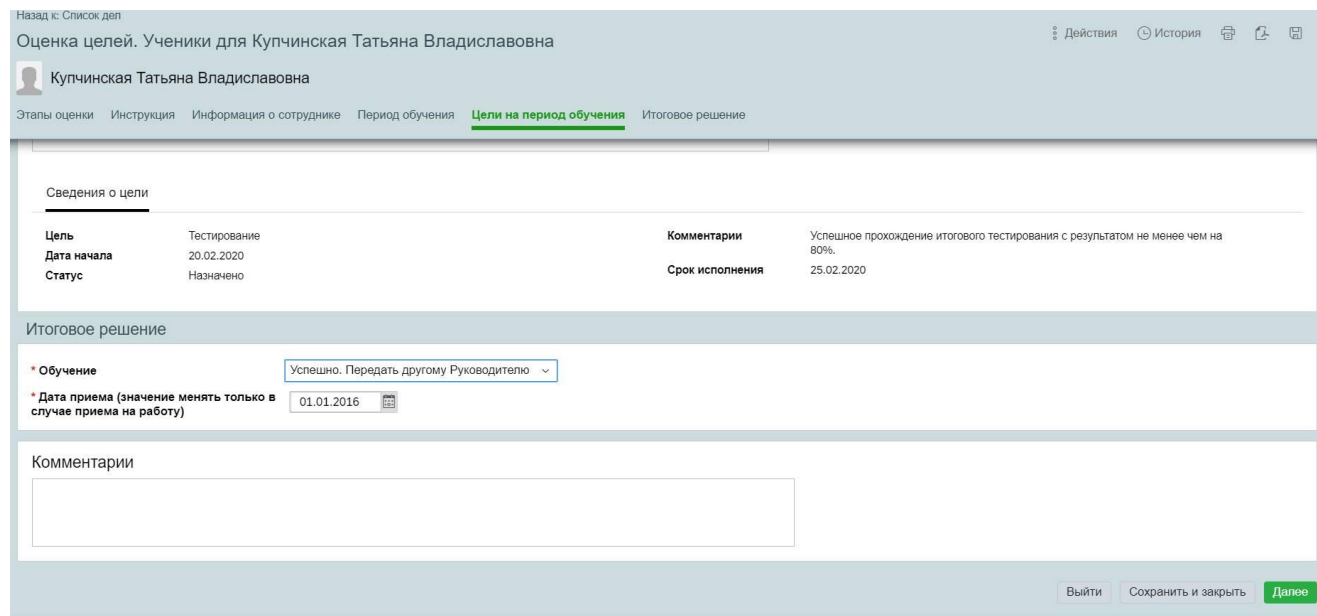 Назад к: Список дел
Оценка целей. Ученики для Купчинская Татьяна Владиславовна
Действия История
Купчинская Татьяна Владиславовна
Этапы оценки Инструкция Информация о сотруднике Период обучения Цели на период обучения Итоговое решение
Сведения о цели
Цель Тестирование
Дата начала 20.02.2020
Статус Назначено
Комментарии Успешное прохождение итогового тестирования с результатом не менее чем на
80%.
Срок исполнения 25.02.2020
Итоговое решение
* Обучение Успешно. Передать другому Руководителю
* Дата приема (значение менять только в
случае приема на работу) 01.01.2016
Комментарии
Выйти Сохранить и закрыть Далее